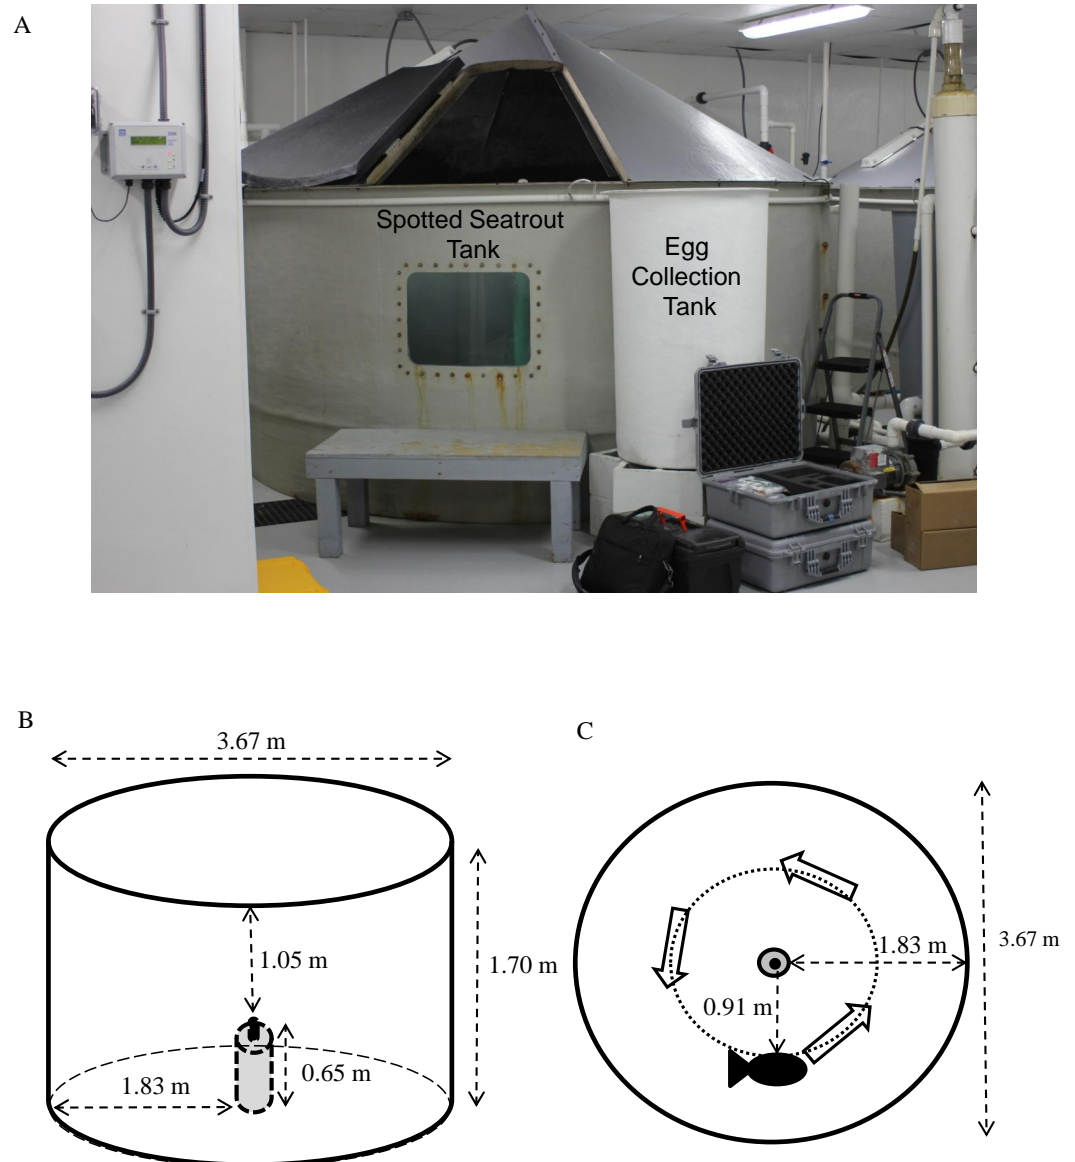 A
Spotted Seatrout
Tank
Egg
Collection
Tank
B
3.67 m
1.05 m
1.70 m
0.65 m
1.83 m
C
1.83 m
3.67 m
0.91 m